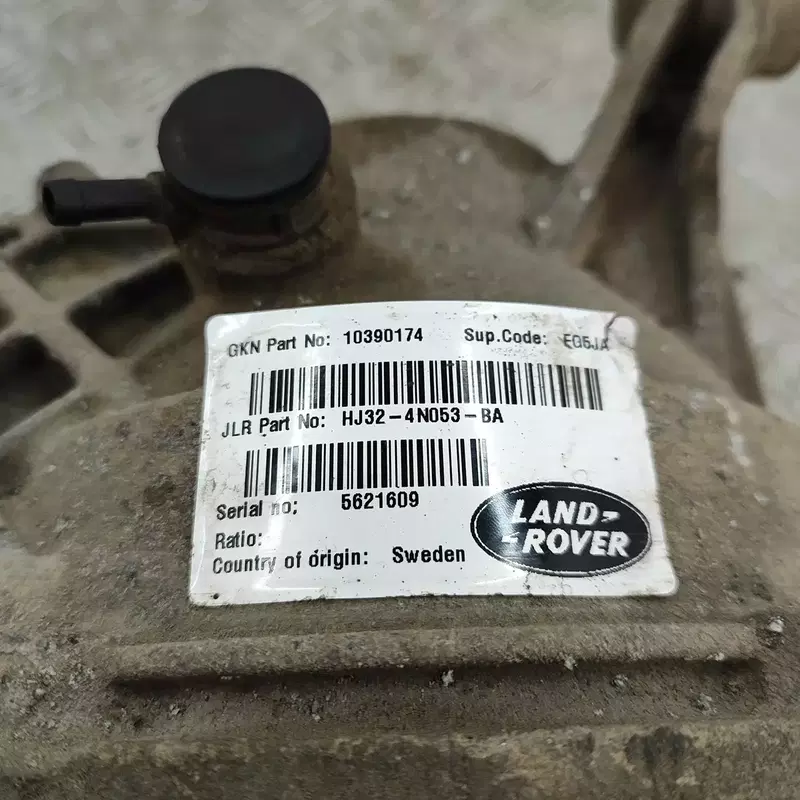 GKN Part No: 10390174 Sup.Code: EG5JA
JLR Part No: HJ32-4N053-BA
Serial no: 5621609
Ratio:
Country of origin: Sweden
LAND-
-ROVER